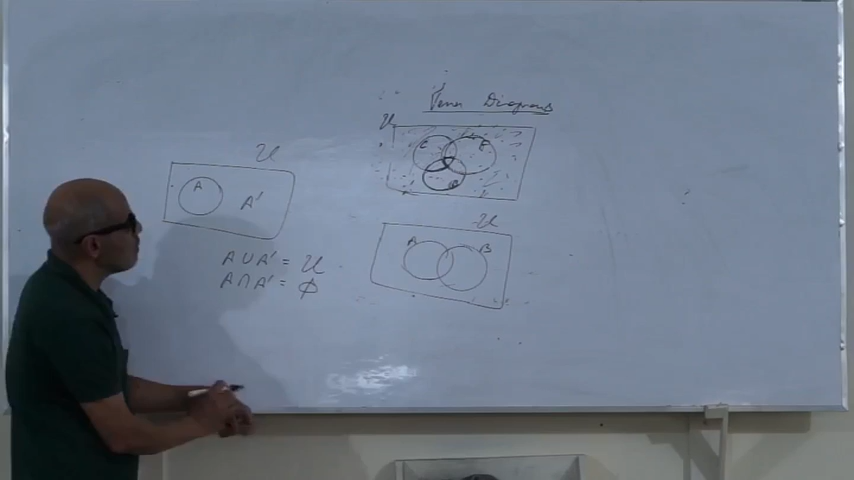 Venn Diagrams
U
C
F
U
A
A'
U
A
B
A ∪ A' = U
A ∩ A' = ϕ